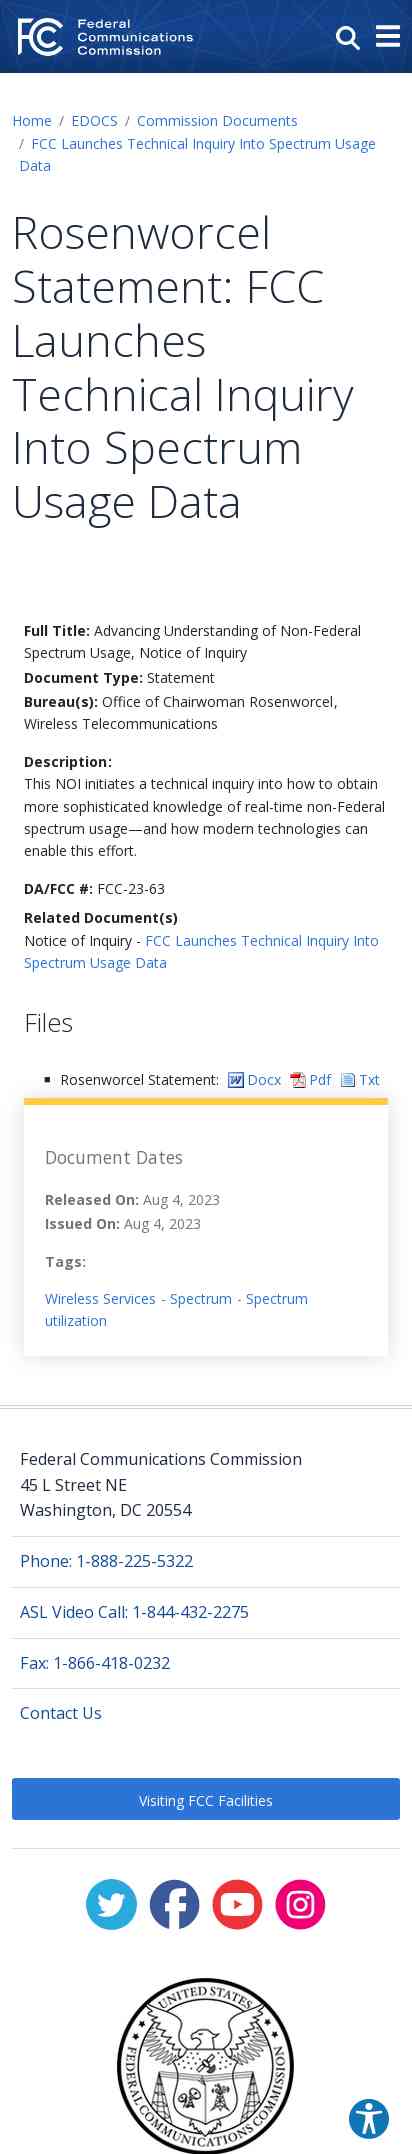 FC
Federal
Communications
Commission
Home / EDOCS / Commission Documents
/ FCC Launches Technical Inquiry Into Spectrum Usage
Data
Rosenworcel
Statement: FCC
Launches
Technical Inquiry
Into Spectrum
Usage Data
Full Title: Advancing Understanding of Non-Federal
Spectrum Usage, Notice of Inquiry
Document Type: Statement
Bureau(s): Office of Chairwoman Rosenworcel,
Wireless Telecommunications
Description:
This NOI initiates a technical inquiry into how to obtain
more sophisticated knowledge of real-time non-Federal
spectrum usage—and how modern technologies can
enable this effort.
DA/FCC #: FCC-23-63
Related Document(s)
Notice of Inquiry - FCC Launches Technical Inquiry Into
Spectrum Usage Data
Files
▪ Rosenworcel Statement: Docx Pdf Txt
Document Dates
Released On: Aug 4, 2023
Issued On: Aug 4, 2023
Tags:
Wireless Services - Spectrum - Spectrum
utilization
Federal Communications Commission
45 L Street NE
Washington, DC 20554
Phone: 1-888-225-5322
ASL Video Call: 1-844-432-2275
Fax: 1-866-418-0232
Contact Us
Visiting FCC Facilities
UNITED STATES
FEDERAL COMMUNICATIONS COMMISSION